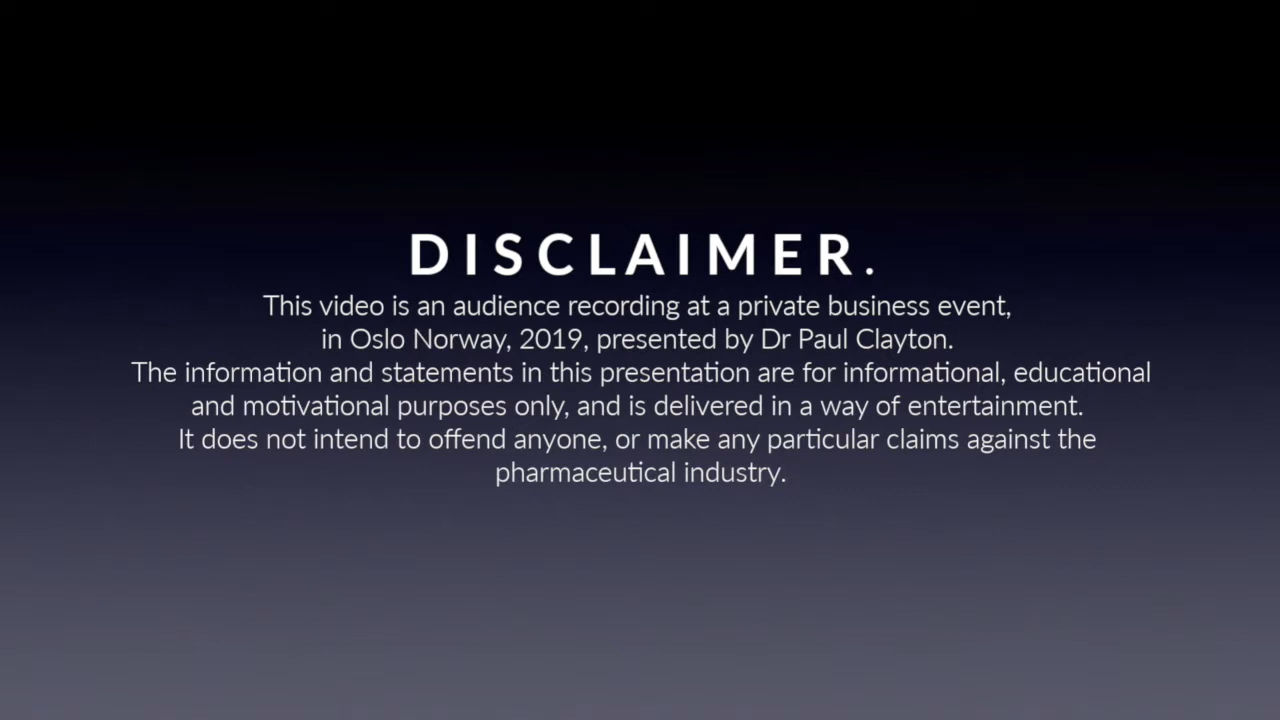 DISCLAIMER.
This video is an audience recording at a private business event,
in Oslo Norway, 2019, presented by Dr Paul Clayton.
The information and statements in this presentation are for informational, educational
and motivational purposes only, and is delivered in a way of entertainment.
It does not intend to offend anyone, or make any particular claims against the
pharmaceutical industry.